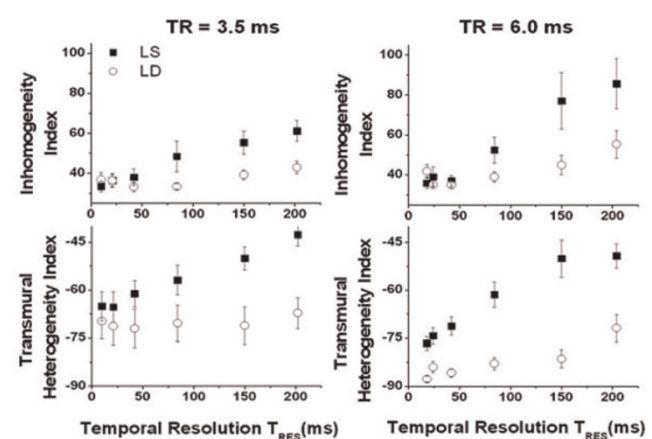 TR = 3.5 ms
TR = 6.0 ms
Inhomogeneity
Index
100
80
60
40
LS
LD
0 50 100 150 200
Inhomogeneity
Index
100
80
60
40
0 50 100 150 200
Transmural
Heterogeneity Index
-45
-60
-75
-90
0 50 100 150 200
Temporal Resolution T_RES(ms)
Transmural
Heterogeneity Index
-45
-60
-75
-90
0 50 100 150 200
Temporal Resolution T_RES(ms)